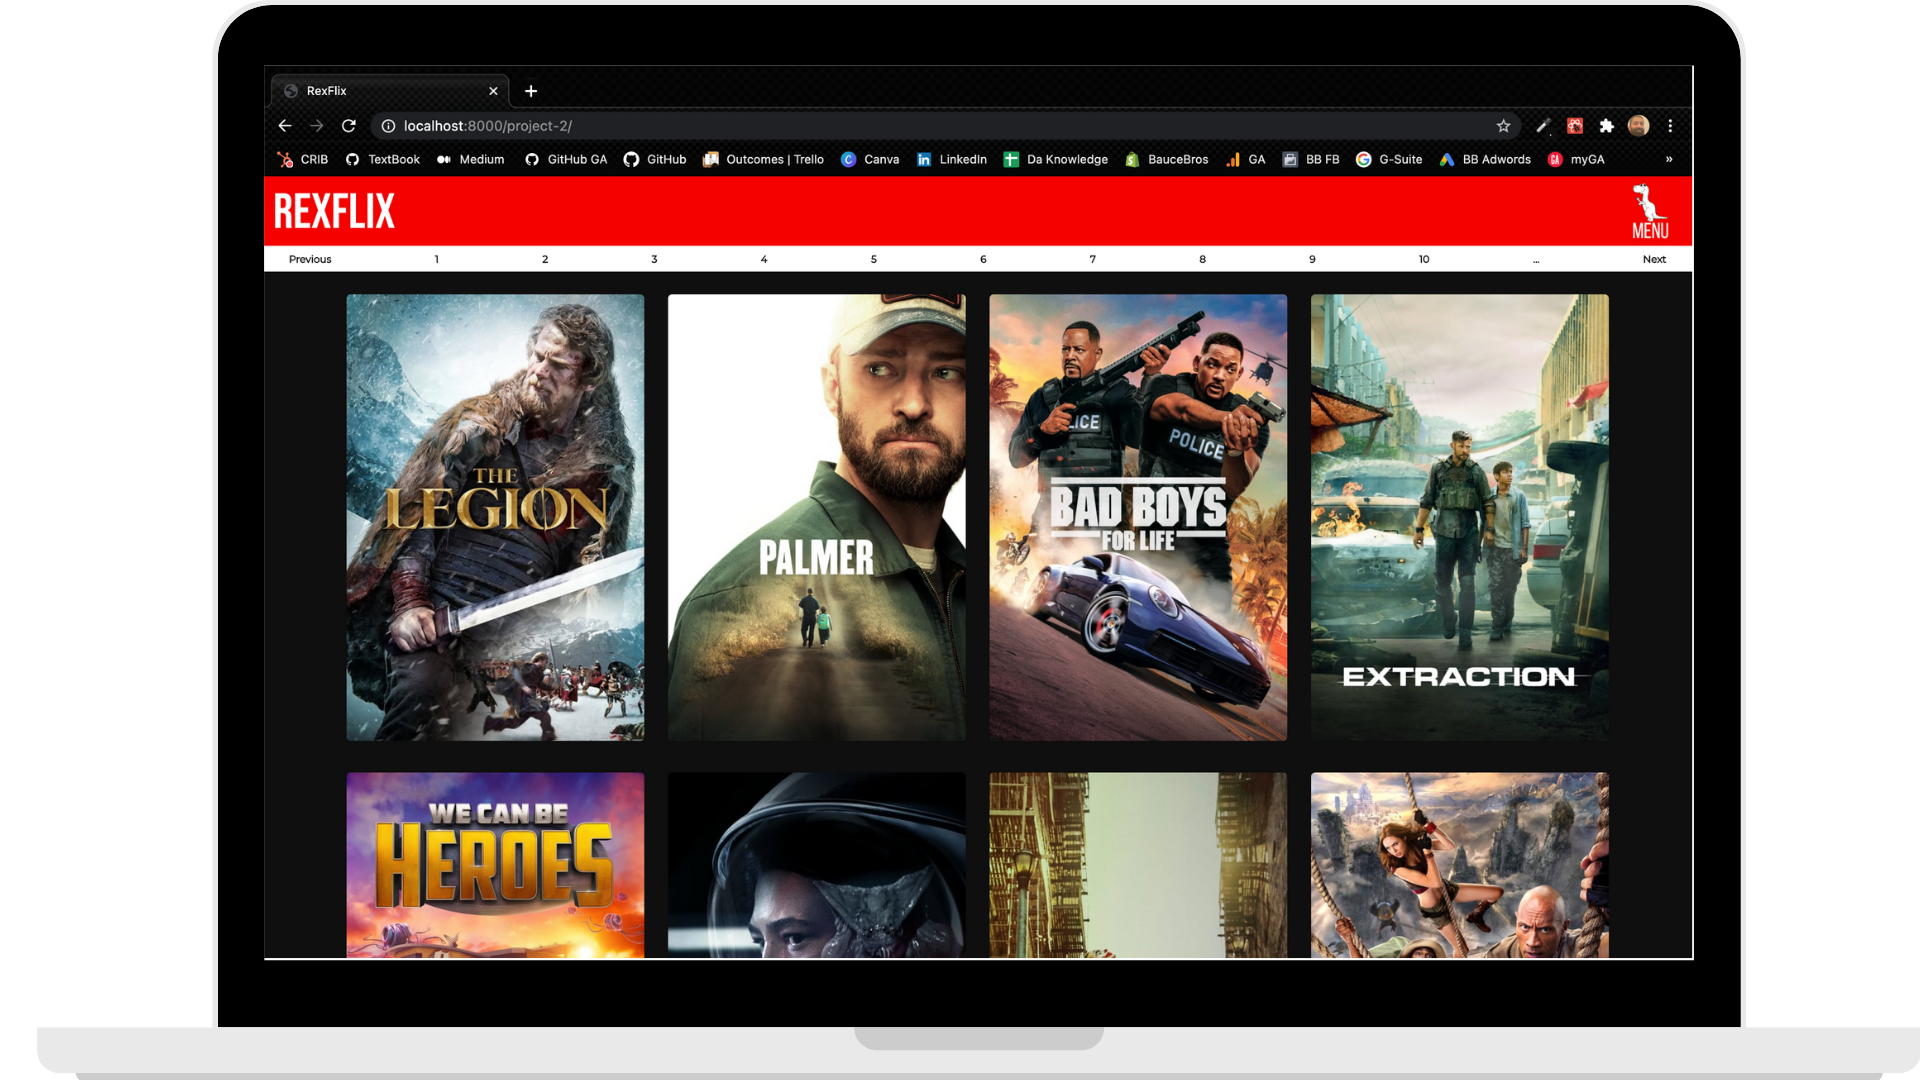 RexFlix
localhost:8000/project-2/
CRIB TextBook Medium GitHub GA GitHub Outcomes | Trello Canva LinkedIn Da Knowledge BauceBros GA BB FB G-Suite BB Adwords myGA »
REXFLIX
MENU
Previous 1 2 3 4 5 6 7 8 9 10 ... Next
THE
LEGION
PALMER
LICE
POLICE
BAD BOYS
FOR LIFE
EXTRACTION
WE CAN BE
HEROES